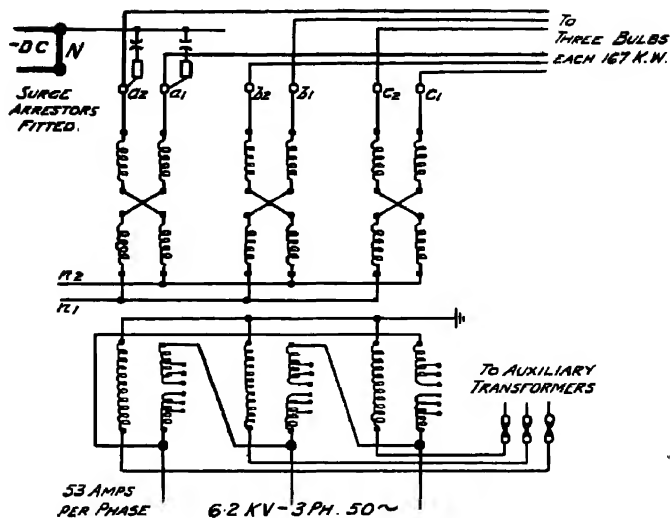 TO
THREE BULBS
EACH 167 K.W.
-DC N
SURGE
ARRESTORS
FITTED.
a2 a1 b2 b1 c2 c1
n2
n1
TO AUXILIARY
TRANSFORMERS
53 AMPS
PER PHASE
6·2 KV - 3 PH. 50~